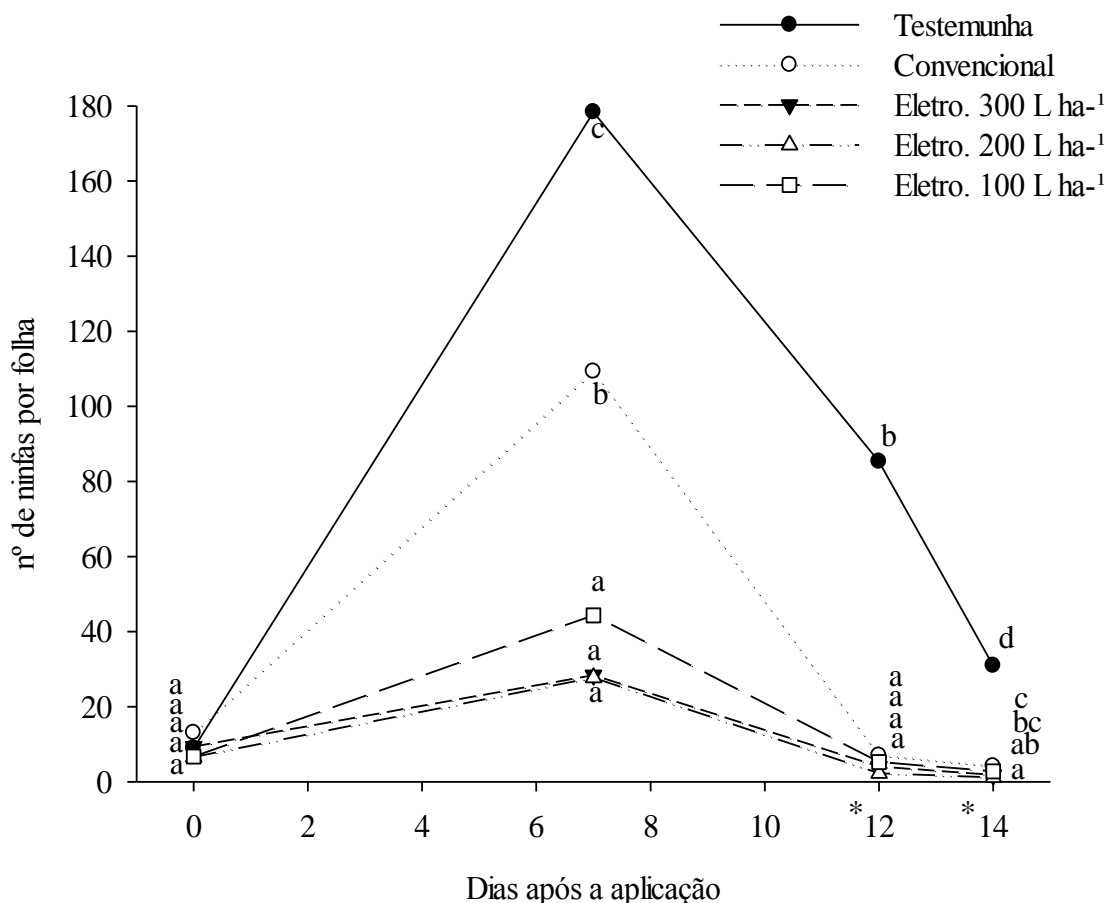 Testemunha
Convencional
Eletro. 300 L ha-¹
Eletro. 200 L ha-¹
Eletro. 100 L ha-¹
180
160
140
120
100
80
60
40
20
0
nº de ninfas por folha
a
a
a
a
a
c
b
a
a
a
b
a
a
a
a
d
c
bc
ab
a
0 2 4 6 8 10 *12 *14
Dias após a aplicação